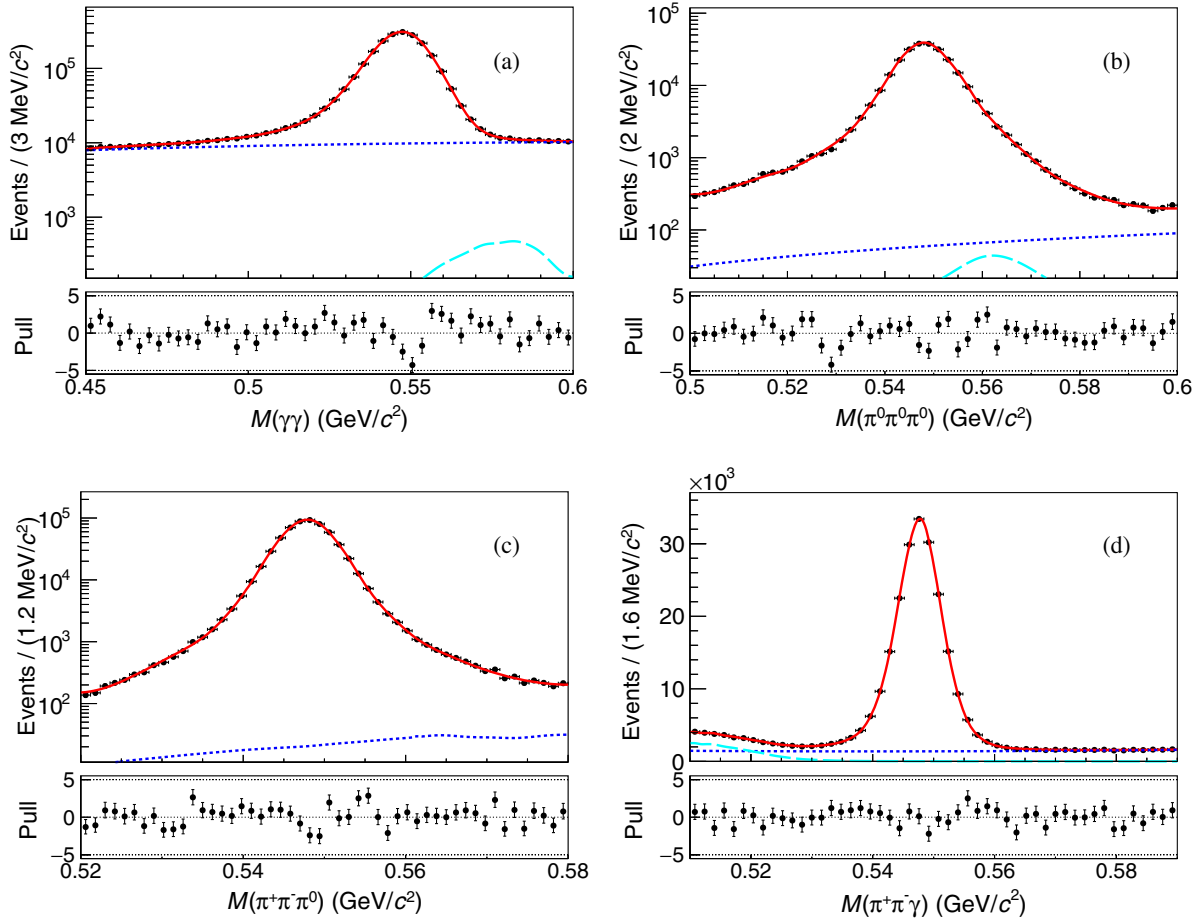 (a)
Events / (3 MeV/c²)
10⁵
10⁴
10³
5
0
−5
Pull
0.45 0.5 0.55 0.6
M(γγ) (GeV/c²)
(b)
Events / (2 MeV/c²)
10⁵
10⁴
10³
10²
5
0
−5
Pull
0.5 0.52 0.54 0.56 0.58 0.6
M(π⁰π⁰π⁰) (GeV/c²)
(c)
Events / (1.2 MeV/c²)
10⁵
10⁴
10³
10²
5
0
−5
Pull
0.52 0.54 0.56 0.58
M(π⁺π⁻π⁰) (GeV/c²)
×10³
(d)
Events / (1.6 MeV/c²)
30
20
10
0
5
0
−5
Pull
0.52 0.54 0.56 0.58
M(π⁺π⁻γ) (GeV/c²)